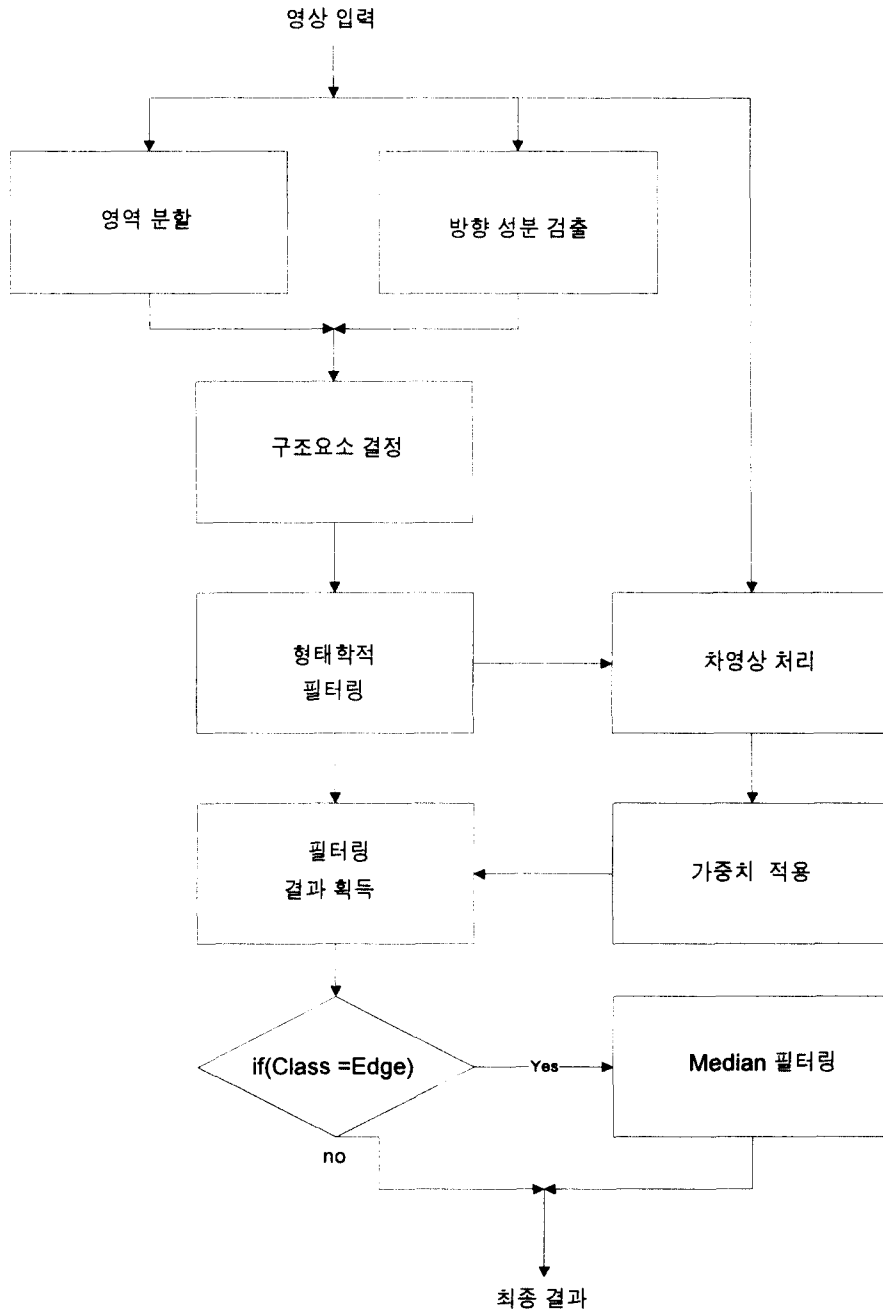 영상 입력
영역 분할
방향 성분 검출
구조요소 결정
형태학적
필터링
차영상 처리
필터링
결과 획득
가중치 적용
if(Class =Edge)
Yes
Median 필터링
no
최종 결과